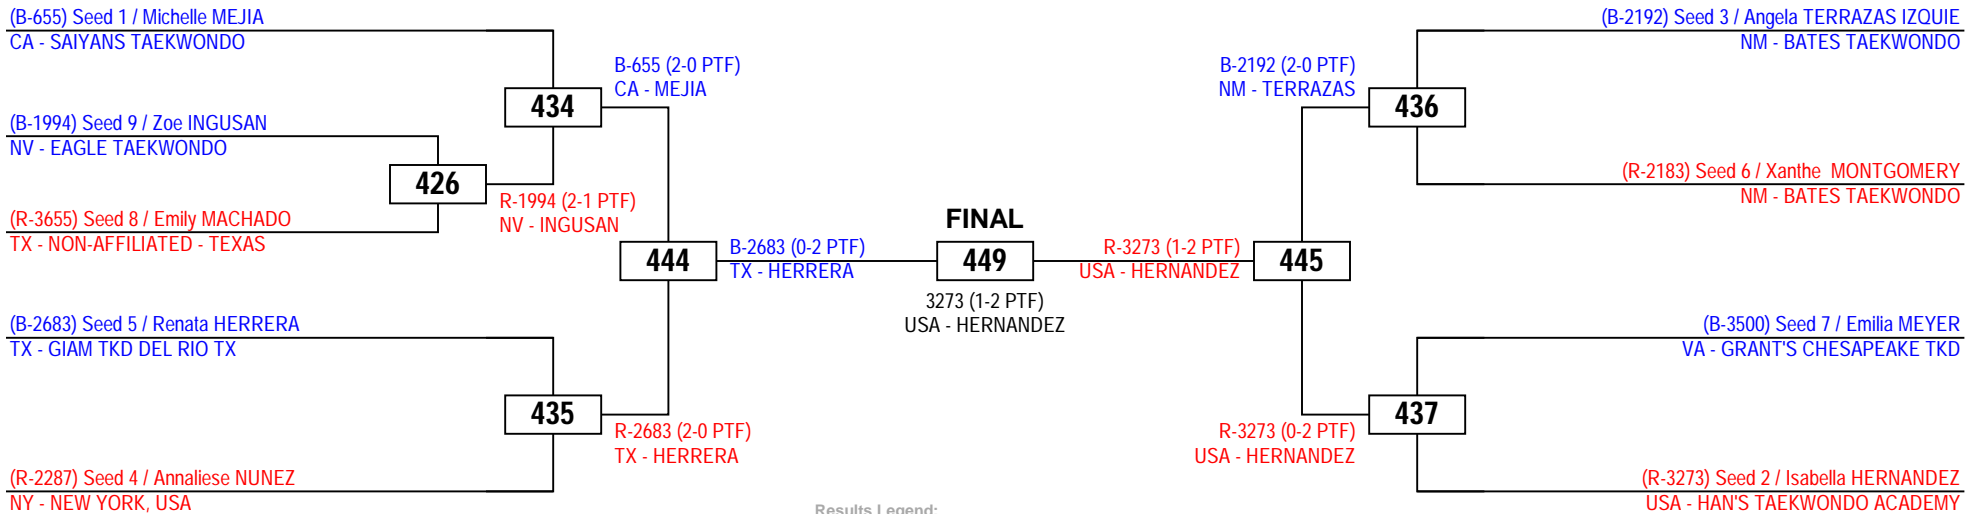 (B-655) Seed 1 / Michelle MEJIA
CA - SAIYANS TAEKWONDO
(B-1994) Seed 9 / Zoe INGUSAN
NV - EAGLE TAEKWONDO
(R-3655) Seed 8 / Emily MACHADO
TX - NON-AFFILIATED - TEXAS
(B-2683) Seed 5 / Renata HERRERA
TX - GIAM TKD DEL RIO TX
(R-2287) Seed 4 / Annaliese NUNEZ
NY - NEW YORK, USA
426
R-1994 (2-1 PTF)
NV - INGUSAN
434
B-655 (2-0 PTF)
CA - MEJIA
435
R-2683 (2-0 PTF)
TX - HERRERA
444
B-2683 (0-2 PTF)
TX - HERRERA
FINAL
449
3273 (1-2 PTF)
USA - HERNANDEZ
R-3273 (1-2 PTF)
USA - HERNANDEZ
445
B-2192 (2-0 PTF)
NM - TERRAZAS
436
R-3273 (0-2 PTF)
USA - HERNANDEZ
437
(B-2192) Seed 3 / Angela TERRAZAS IZQUIE
NM - BATES TAEKWONDO
(R-2183) Seed 6 / Xanthe  MONTGOMERY
NM - BATES TAEKWONDO
(B-3500) Seed 7 / Emilia MEYER
VA - GRANT'S CHESAPEAKE TKD
(R-3273) Seed 2 / Isabella HERNANDEZ
USA - HAN'S TAEKWONDO ACADEMY
Results Legend: